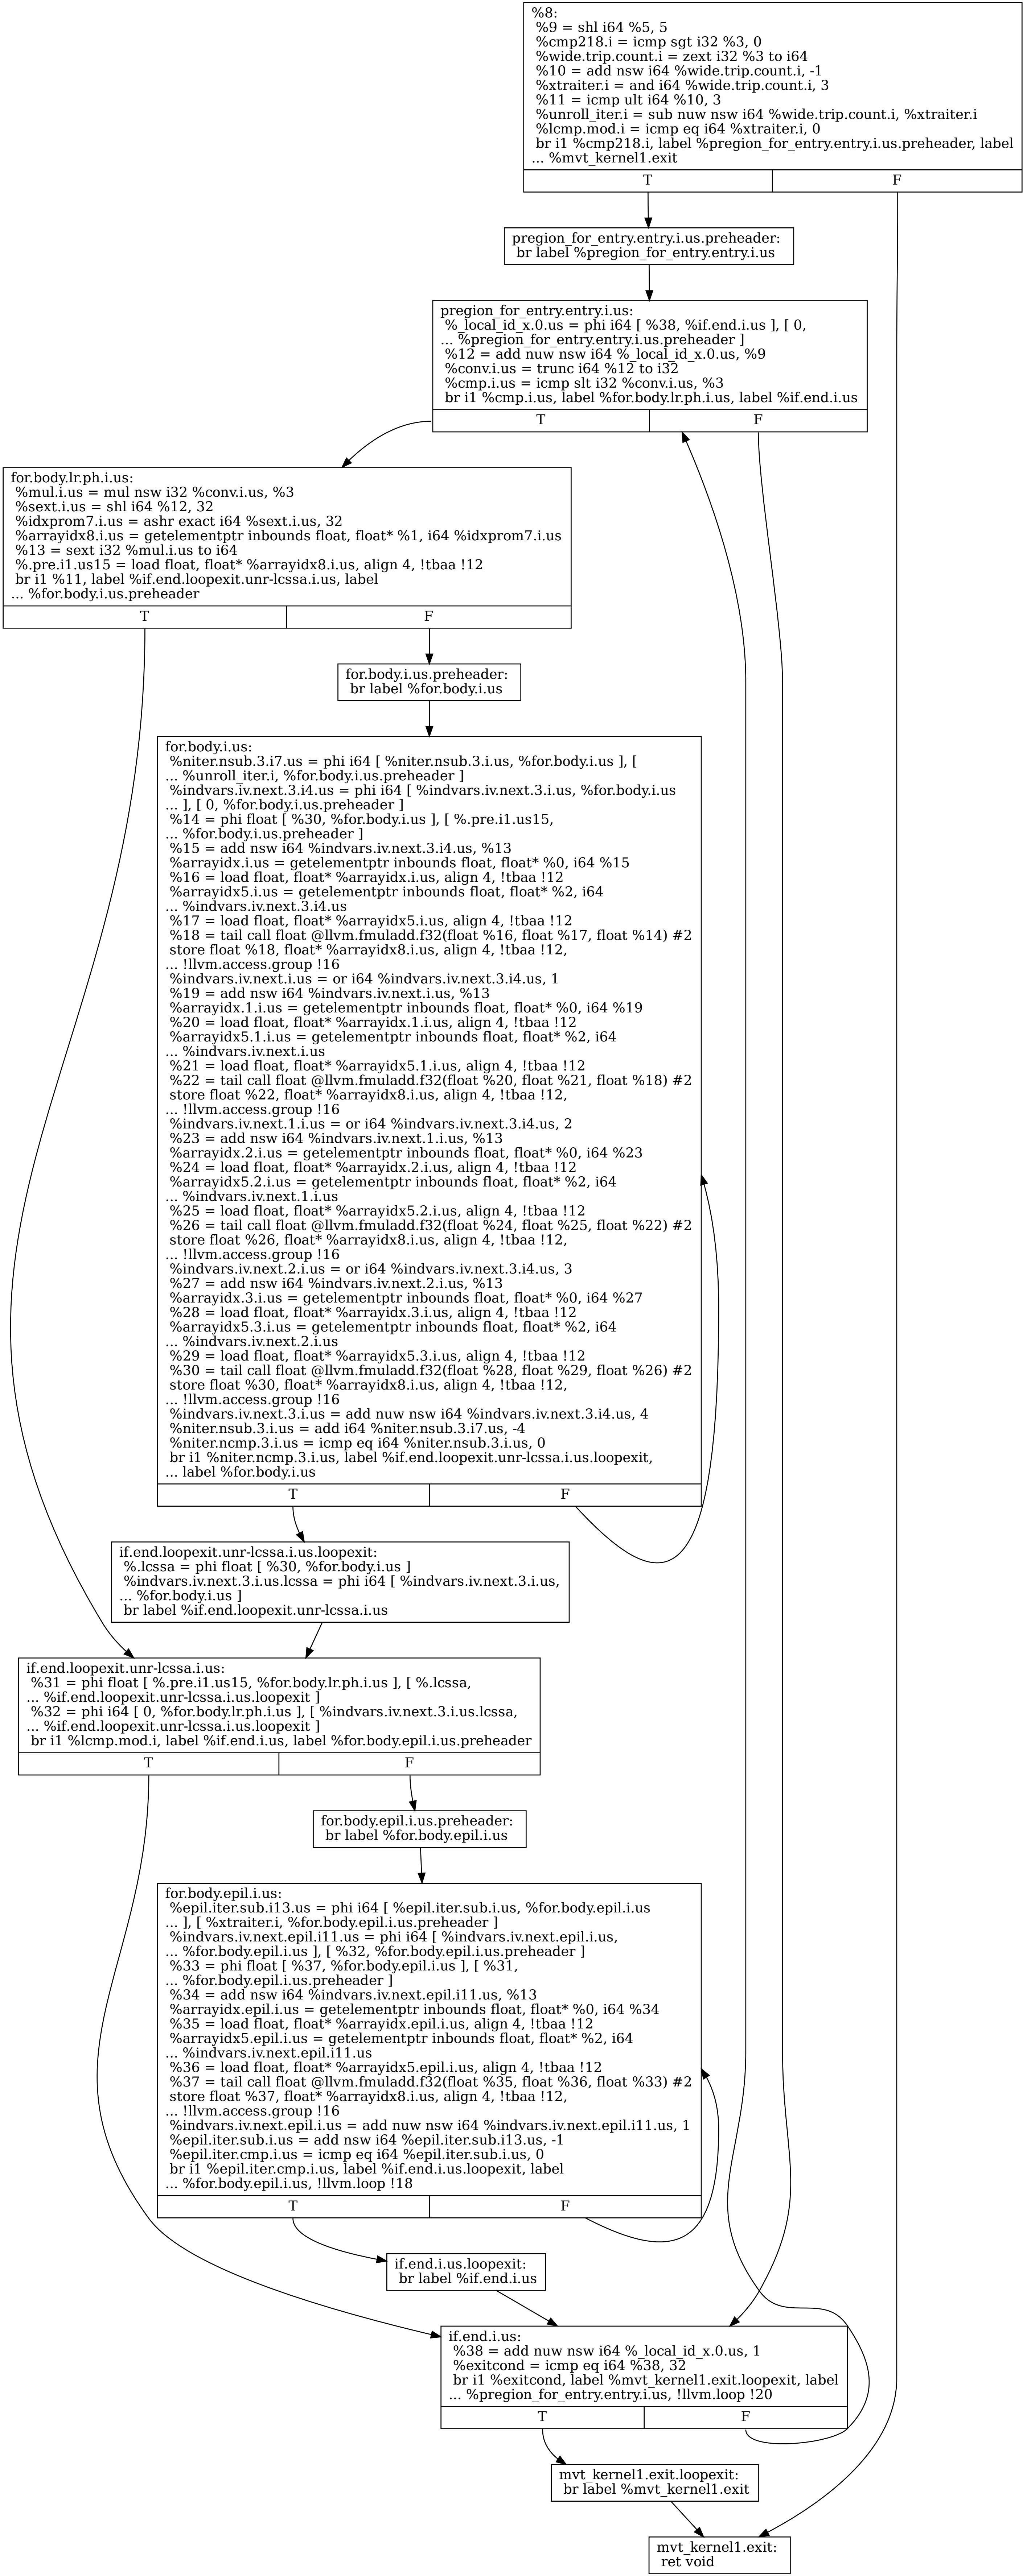 %8:
%9 = shl i64 %5, 5
%cmp218.i = icmp sgt i32 %3, 0
%wide.trip.count.i = zext i32 %3 to i64
%10 = add nsw i64 %wide.trip.count.i, -1
%xtraiter.i = and i64 %wide.trip.count.i, 3
%11 = icmp ult i64 %10, 3
%unroll_iter.i = sub nuw nsw i64 %wide.trip.count.i, %xtraiter.i
%lcmp.mod.i = icmp eq i64 %xtraiter.i, 0
br i1 %cmp218.i, label %pregion_for_entry.entry.i.us.preheader, label
... %mvt_kernel1.exit
T
F
pregion_for_entry.entry.i.us.preheader:
br label %pregion_for_entry.entry.i.us
pregion_for_entry.entry.i.us:
%_local_id_x.0.us = phi i64 [ %38, %if.end.i.us ], [ 0,
... %pregion_for_entry.entry.i.us.preheader ]
%12 = add nuw nsw i64 %_local_id_x.0.us, %9
%conv.i.us = trunc i64 %12 to i32
%cmp.i.us = icmp slt i32 %conv.i.us, %3
br i1 %cmp.i.us, label %for.body.lr.ph.i.us, label %if.end.i.us
T
F
for.body.lr.ph.i.us:
%mul.i.us = mul nsw i32 %conv.i.us, %3
%sext.i.us = shl i64 %12, 32
%idxprom7.i.us = ashr exact i64 %sext.i.us, 32
%arrayidx8.i.us = getelementptr inbounds float, float* %1, i64 %idxprom7.i.us
%13 = sext i32 %mul.i.us to i64
%.pre.i1.us15 = load float, float* %arrayidx8.i.us, align 4, !tbaa !12
br i1 %11, label %if.end.loopexit.unr-lcssa.i.us, label
... %for.body.i.us.preheader
T
F
for.body.i.us.preheader:
br label %for.body.i.us
for.body.i.us:
%niter.nsub.3.i7.us = phi i64 [ %niter.nsub.3.i.us, %for.body.i.us ], [
... %unroll_iter.i, %for.body.i.us.preheader ]
%indvars.iv.next.3.i4.us = phi i64 [ %indvars.iv.next.3.i.us, %for.body.i.us
... ], [ 0, %for.body.i.us.preheader ]
%14 = phi float [ %30, %for.body.i.us ], [ %.pre.i1.us15,
... %for.body.i.us.preheader ]
%15 = add nsw i64 %indvars.iv.next.3.i4.us, %13
%arrayidx.i.us = getelementptr inbounds float, float* %0, i64 %15
%16 = load float, float* %arrayidx.i.us, align 4, !tbaa !12
%arrayidx5.i.us = getelementptr inbounds float, float* %2, i64
... %indvars.iv.next.3.i4.us
%17 = load float, float* %arrayidx5.i.us, align 4, !tbaa !12
%18 = tail call float @llvm.fmuladd.f32(float %16, float %17, float %14) #2
store float %18, float* %arrayidx8.i.us, align 4, !tbaa !12,
... !llvm.access.group !16
%indvars.iv.next.i.us = or i64 %indvars.iv.next.3.i4.us, 1
%19 = add nsw i64 %indvars.iv.next.i.us, %13
%arrayidx.1.i.us = getelementptr inbounds float, float* %0, i64 %19
%20 = load float, float* %arrayidx.1.i.us, align 4, !tbaa !12
%arrayidx5.1.i.us = getelementptr inbounds float, float* %2, i64
... %indvars.iv.next.i.us
%21 = load float, float* %arrayidx5.1.i.us, align 4, !tbaa !12
%22 = tail call float @llvm.fmuladd.f32(float %20, float %21, float %18) #2
store float %22, float* %arrayidx8.i.us, align 4, !tbaa !12,
... !llvm.access.group !16
%indvars.iv.next.1.i.us = or i64 %indvars.iv.next.3.i4.us, 2
%23 = add nsw i64 %indvars.iv.next.1.i.us, %13
%arrayidx.2.i.us = getelementptr inbounds float, float* %0, i64 %23
%24 = load float, float* %arrayidx.2.i.us, align 4, !tbaa !12
%arrayidx5.2.i.us = getelementptr inbounds float, float* %2, i64
... %indvars.iv.next.1.i.us
%25 = load float, float* %arrayidx5.2.i.us, align 4, !tbaa !12
%26 = tail call float @llvm.fmuladd.f32(float %24, float %25, float %22) #2
store float %26, float* %arrayidx8.i.us, align 4, !tbaa !12,
... !llvm.access.group !16
%indvars.iv.next.2.i.us = or i64 %indvars.iv.next.3.i4.us, 3
%27 = add nsw i64 %indvars.iv.next.2.i.us, %13
%arrayidx.3.i.us = getelementptr inbounds float, float* %0, i64 %27
%28 = load float, float* %arrayidx.3.i.us, align 4, !tbaa !12
%arrayidx5.3.i.us = getelementptr inbounds float, float* %2, i64
... %indvars.iv.next.2.i.us
%29 = load float, float* %arrayidx5.3.i.us, align 4, !tbaa !12
%30 = tail call float @llvm.fmuladd.f32(float %28, float %29, float %26) #2
store float %30, float* %arrayidx8.i.us, align 4, !tbaa !12,
... !llvm.access.group !16
%indvars.iv.next.3.i.us = add nuw nsw i64 %indvars.iv.next.3.i4.us, 4
%niter.nsub.3.i.us = add i64 %niter.nsub.3.i7.us, -4
%niter.ncmp.3.i.us = icmp eq i64 %niter.nsub.3.i.us, 0
br i1 %niter.ncmp.3.i.us, label %if.end.loopexit.unr-lcssa.i.us.loopexit,
... label %for.body.i.us
T
F
if.end.loopexit.unr-lcssa.i.us.loopexit:
%.lcssa = phi float [ %30, %for.body.i.us ]
%indvars.iv.next.3.i.us.lcssa = phi i64 [ %indvars.iv.next.3.i.us,
... %for.body.i.us ]
br label %if.end.loopexit.unr-lcssa.i.us
if.end.loopexit.unr-lcssa.i.us:
%31 = phi float [ %.pre.i1.us15, %for.body.lr.ph.i.us ], [ %.lcssa,
... %if.end.loopexit.unr-lcssa.i.us.loopexit ]
%32 = phi i64 [ 0, %for.body.lr.ph.i.us ], [ %indvars.iv.next.3.i.us.lcssa,
... %if.end.loopexit.unr-lcssa.i.us.loopexit ]
br i1 %lcmp.mod.i, label %if.end.i.us, label %for.body.epil.i.us.preheader
T
F
for.body.epil.i.us.preheader:
br label %for.body.epil.i.us
for.body.epil.i.us:
%epil.iter.sub.i13.us = phi i64 [ %epil.iter.sub.i.us, %for.body.epil.i.us
... ], [ %xtraiter.i, %for.body.epil.i.us.preheader ]
%indvars.iv.next.epil.i11.us = phi i64 [ %indvars.iv.next.epil.i.us,
... %for.body.epil.i.us ], [ %32, %for.body.epil.i.us.preheader ]
%33 = phi float [ %37, %for.body.epil.i.us ], [ %31,
... %for.body.epil.i.us.preheader ]
%34 = add nsw i64 %indvars.iv.next.epil.i11.us, %13
%arrayidx.epil.i.us = getelementptr inbounds float, float* %0, i64 %34
%35 = load float, float* %arrayidx.epil.i.us, align 4, !tbaa !12
%arrayidx5.epil.i.us = getelementptr inbounds float, float* %2, i64
... %indvars.iv.next.epil.i11.us
%36 = load float, float* %arrayidx5.epil.i.us, align 4, !tbaa !12
%37 = tail call float @llvm.fmuladd.f32(float %35, float %36, float %33) #2
store float %37, float* %arrayidx8.i.us, align 4, !tbaa !12,
... !llvm.access.group !16
%indvars.iv.next.epil.i.us = add nuw nsw i64 %indvars.iv.next.epil.i11.us, 1
%epil.iter.sub.i.us = add nsw i64 %epil.iter.sub.i13.us, -1
%epil.iter.cmp.i.us = icmp eq i64 %epil.iter.sub.i.us, 0
br i1 %epil.iter.cmp.i.us, label %if.end.i.us.loopexit, label
... %for.body.epil.i.us, !llvm.loop !18
T
F
if.end.i.us.loopexit:
br label %if.end.i.us
if.end.i.us:
%38 = add nuw nsw i64 %_local_id_x.0.us, 1
%exitcond = icmp eq i64 %38, 32
br i1 %exitcond, label %mvt_kernel1.exit.loopexit, label
... %pregion_for_entry.entry.i.us, !llvm.loop !20
T
F
mvt_kernel1.exit.loopexit:
br label %mvt_kernel1.exit
mvt_kernel1.exit:
ret void